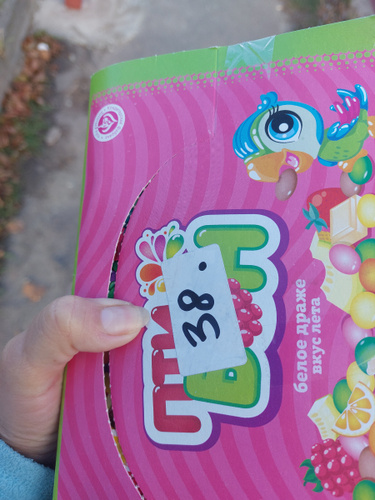 38.
белое драже
вкус лета